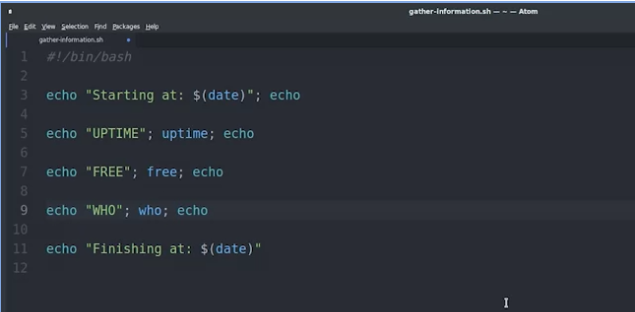 gather-information.sh — ~ — Atom
File Edit View Selection Find Packages Help
gather-information.sh
1 #!/bin/bash
2
3 echo "Starting at: $(date)"; echo
4
5 echo "UPTIME"; uptime; echo
6
7 echo "FREE"; free; echo
8
9 echo "WHO"; who; echo
10
11 echo "Finishing at: $(date)"
12